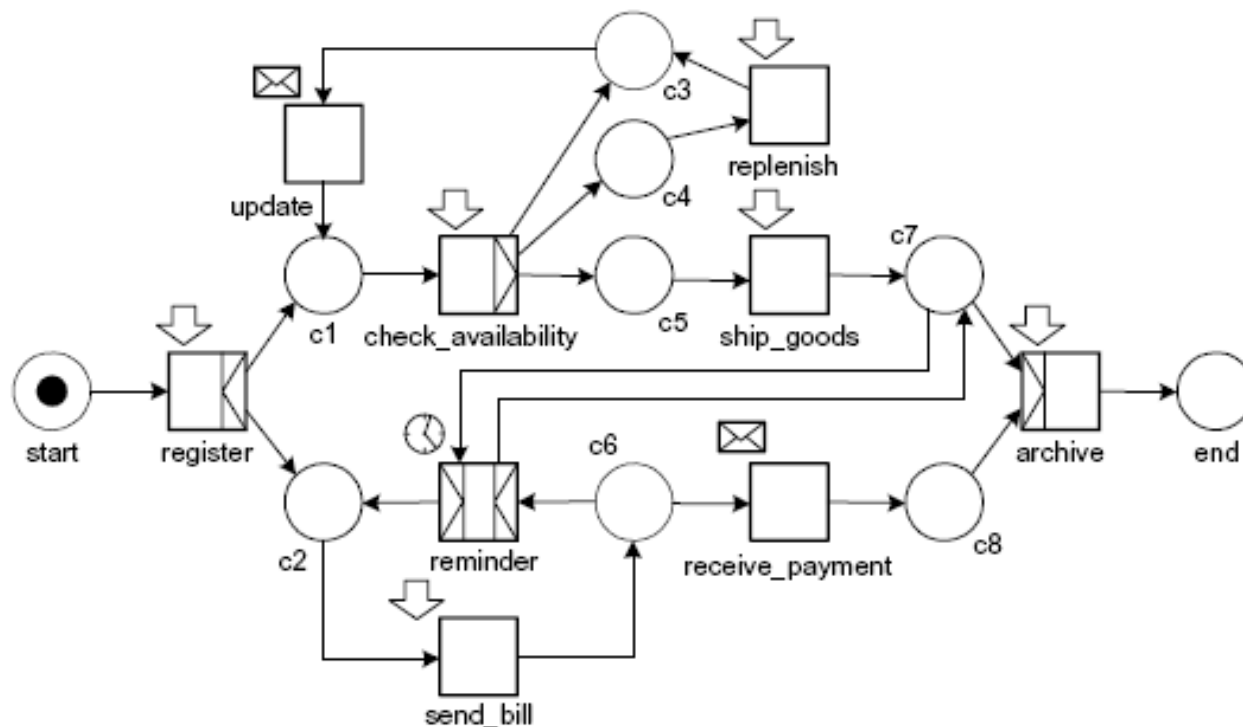 c3
c4
replenish
update
c7
c1
check_availability
c5
ship_goods
start
register
c6
archive
end
c2
reminder
receive_payment
c8
send_bill